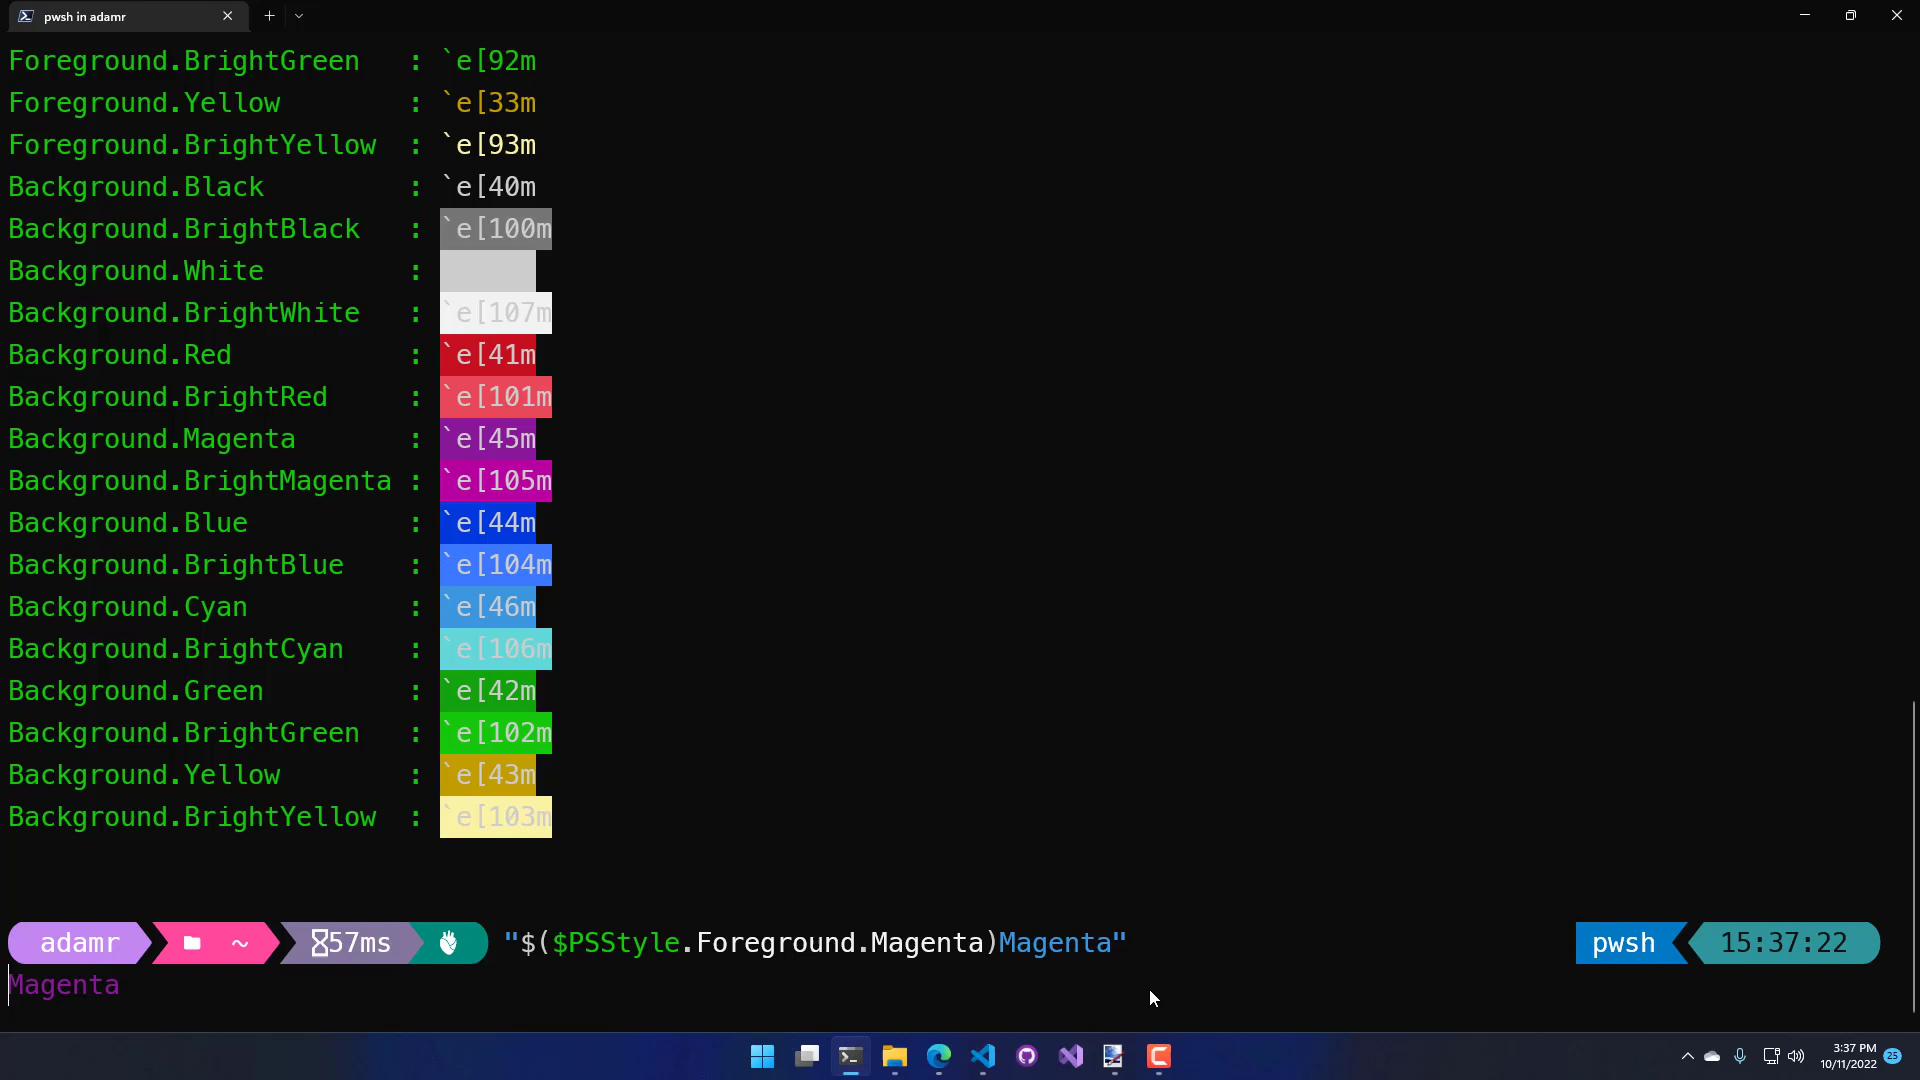 pwsh in adamr
Foreground.BrightGreen : `e[92m
Foreground.Yellow : `e[33m
Foreground.BrightYellow : `e[93m
Background.Black : `e[40m
Background.BrightBlack : `e[100m
Background.White :
Background.BrightWhite : `e[107m
Background.Red : `e[41m
Background.BrightRed : `e[101m
Background.Magenta : `e[45m
Background.BrightMagenta : `e[105m
Background.Blue : `e[44m
Background.BrightBlue : `e[104m
Background.Cyan : `e[46m
Background.BrightCyan : `e[106m
Background.Green : `e[42m
Background.BrightGreen : `e[102m
Background.Yellow : `e[43m
Background.BrightYellow : `e[103m
adamr ~ 57ms "$($PSStyle.Foreground.Magenta)Magenta" pwsh 15:37:22
Magenta
3:37 PM
10/11/2022 25